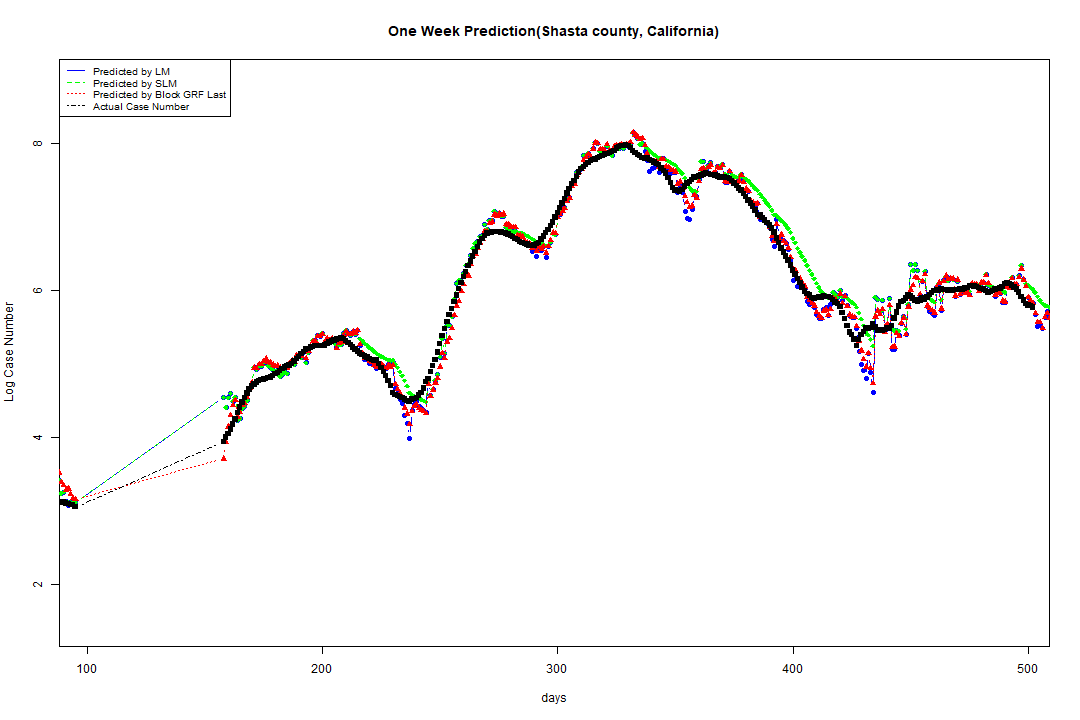 One Week Prediction(Shasta county, California)
Predicted by LM
Predicted by SLM
Predicted by Block GRF Last
Actual Case Number
8
6
4
2
Log Case Number
100 200 300 400 500
days